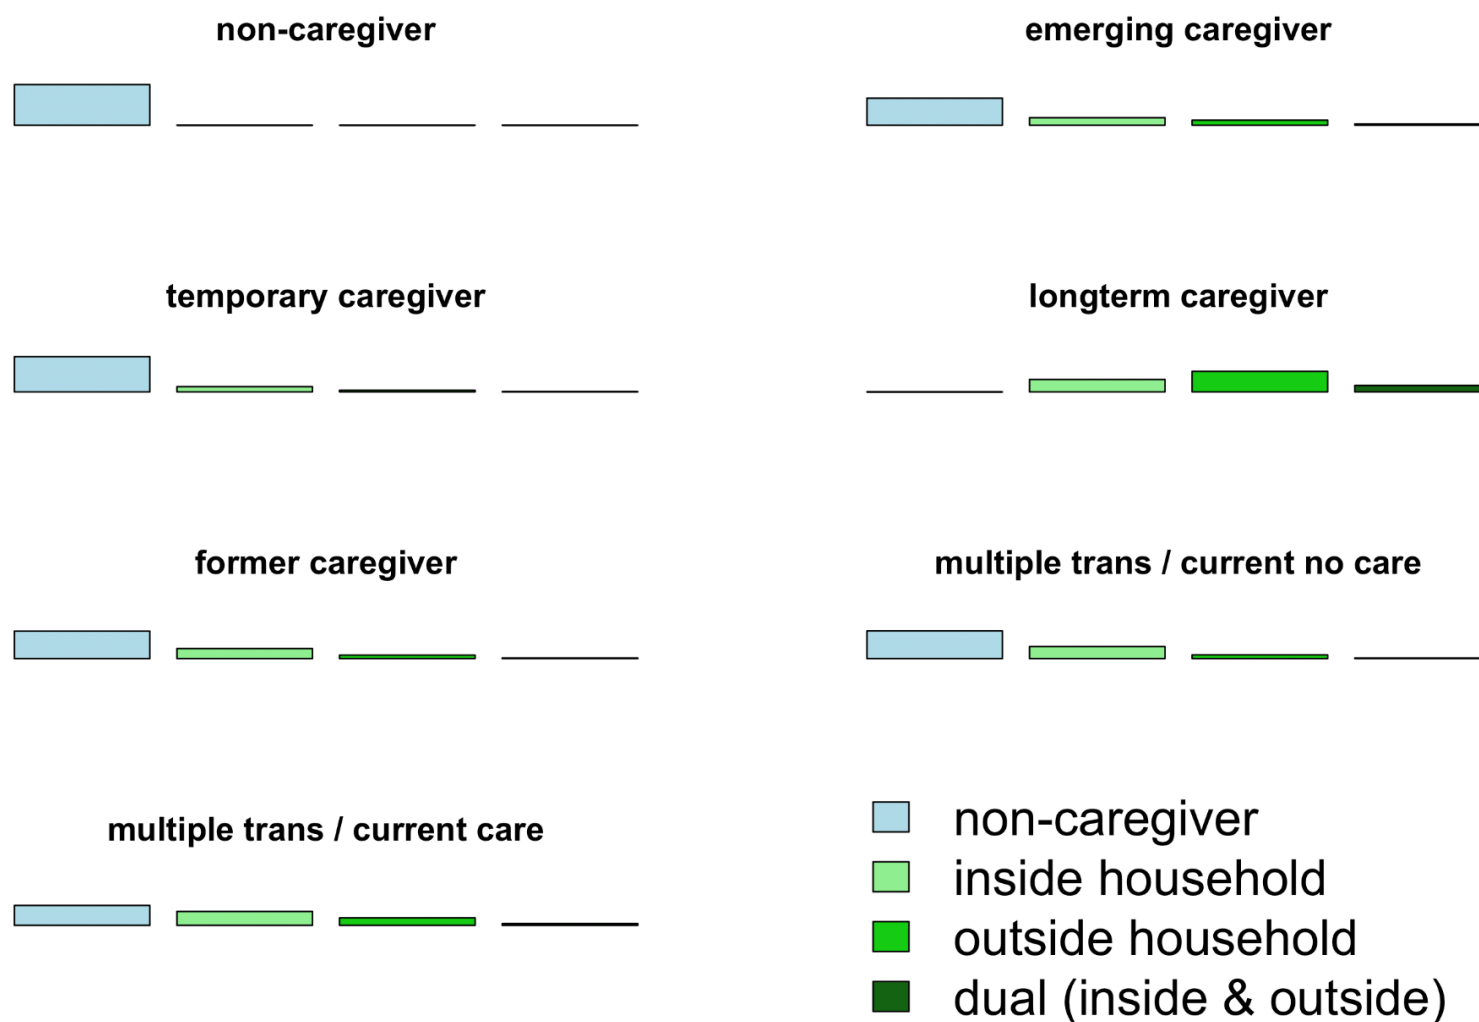 non-caregiver
emerging caregiver
temporary caregiver
longterm caregiver
former caregiver
multiple trans / current no care
multiple trans / current care
non-caregiver
inside household
outside household
dual (inside & outside)